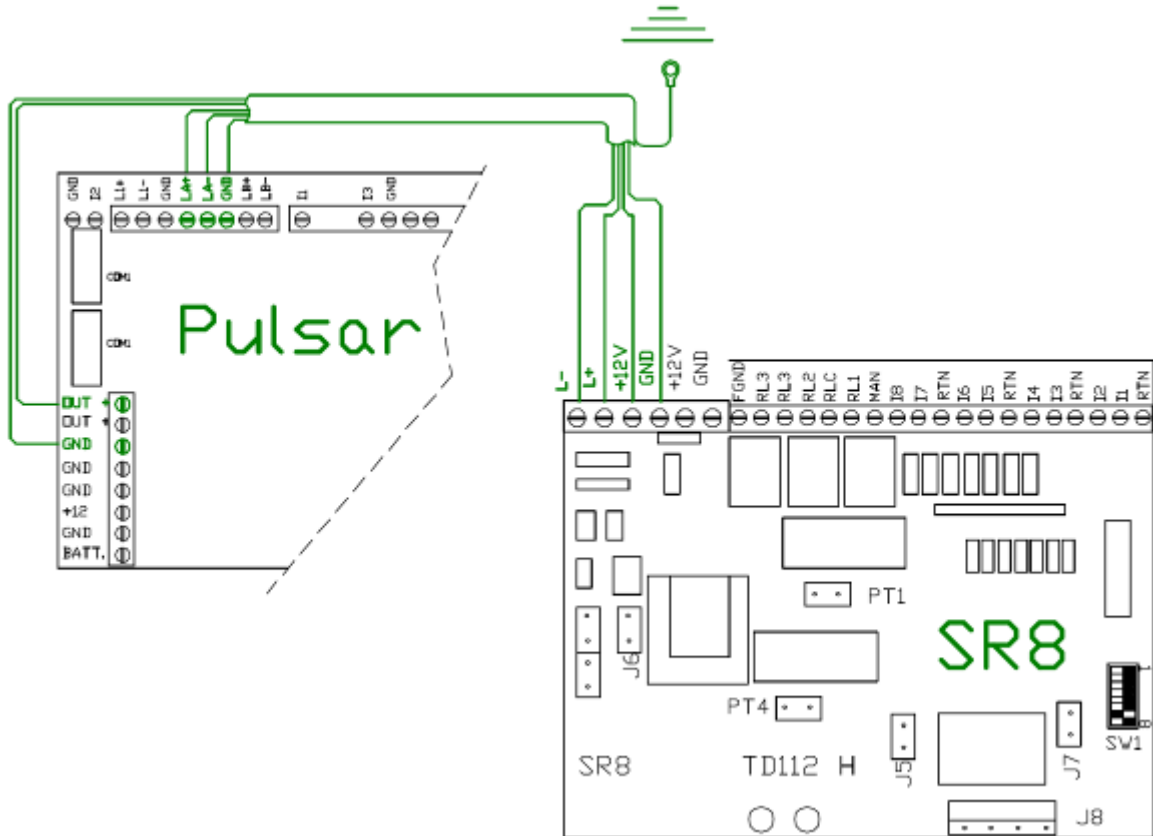 GND I2 L1+ L1- GND LA+ LA- GND LB+ LB- I1 I3 GND
COM1
Pulsar
COM1
OUT +
OUT +
GND
GND
GND
+12
GND
BATT.
L- L+ +12V GND +12V GND FGND RL3 RL3 RL2 RLC RL1 MAN I8 I7 RTN I6 I5 RTN I4 I3 RTN I2 I1 RTN
PT1
SR8
J6
1
8
PT4
SW1
SR8
TD112 H
J5
J7
J8